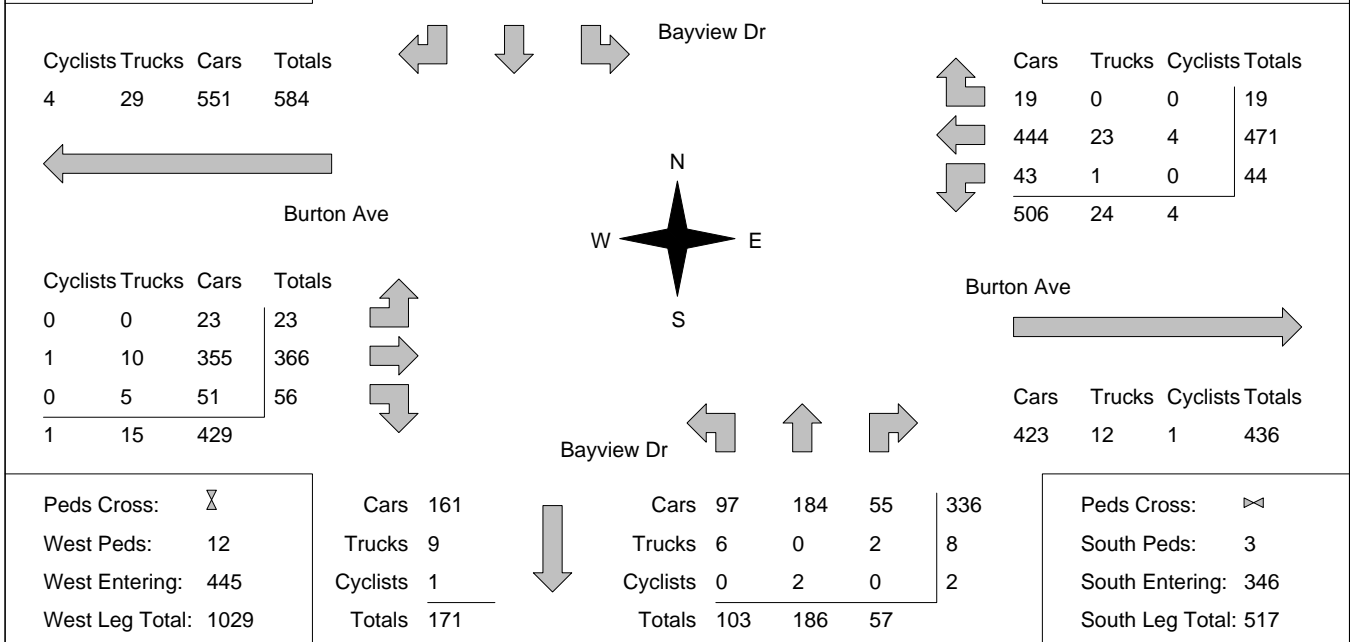 Bayview Dr
Cyclists Trucks Cars Totals
4 29 551 584
Cars Trucks Cyclists Totals
19 0 0 19
444 23 4 471
43 1 0 44
506 24 4
N
W E
S
Burton Ave
Cyclists Trucks Cars Totals
0 0 23 23
1 10 355 366
0 5 51 56
1 15 429
Burton Ave
Cars Trucks Cyclists Totals
423 12 1 436
Bayview Dr
Peds Cross:
West Peds: 12
West Entering: 445
West Leg Total: 1029
Cars 161
Trucks 9
Cyclists 1
Totals 171
Cars 97 184 55 336
Trucks 6 0 2 8
Cyclists 0 2 0 2
Totals 103 186 57
Peds Cross:
South Peds: 3
South Entering: 346
South Leg Total: 517